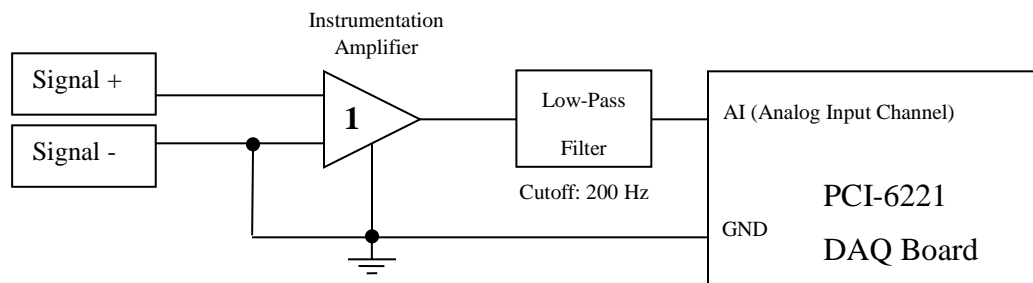 Instrumentation
Amplifier
Signal +
Signal -
1
Low-Pass
Filter
Cutoff: 200 Hz
AI (Analog Input Channel)
PCI-6221
GND
DAQ Board